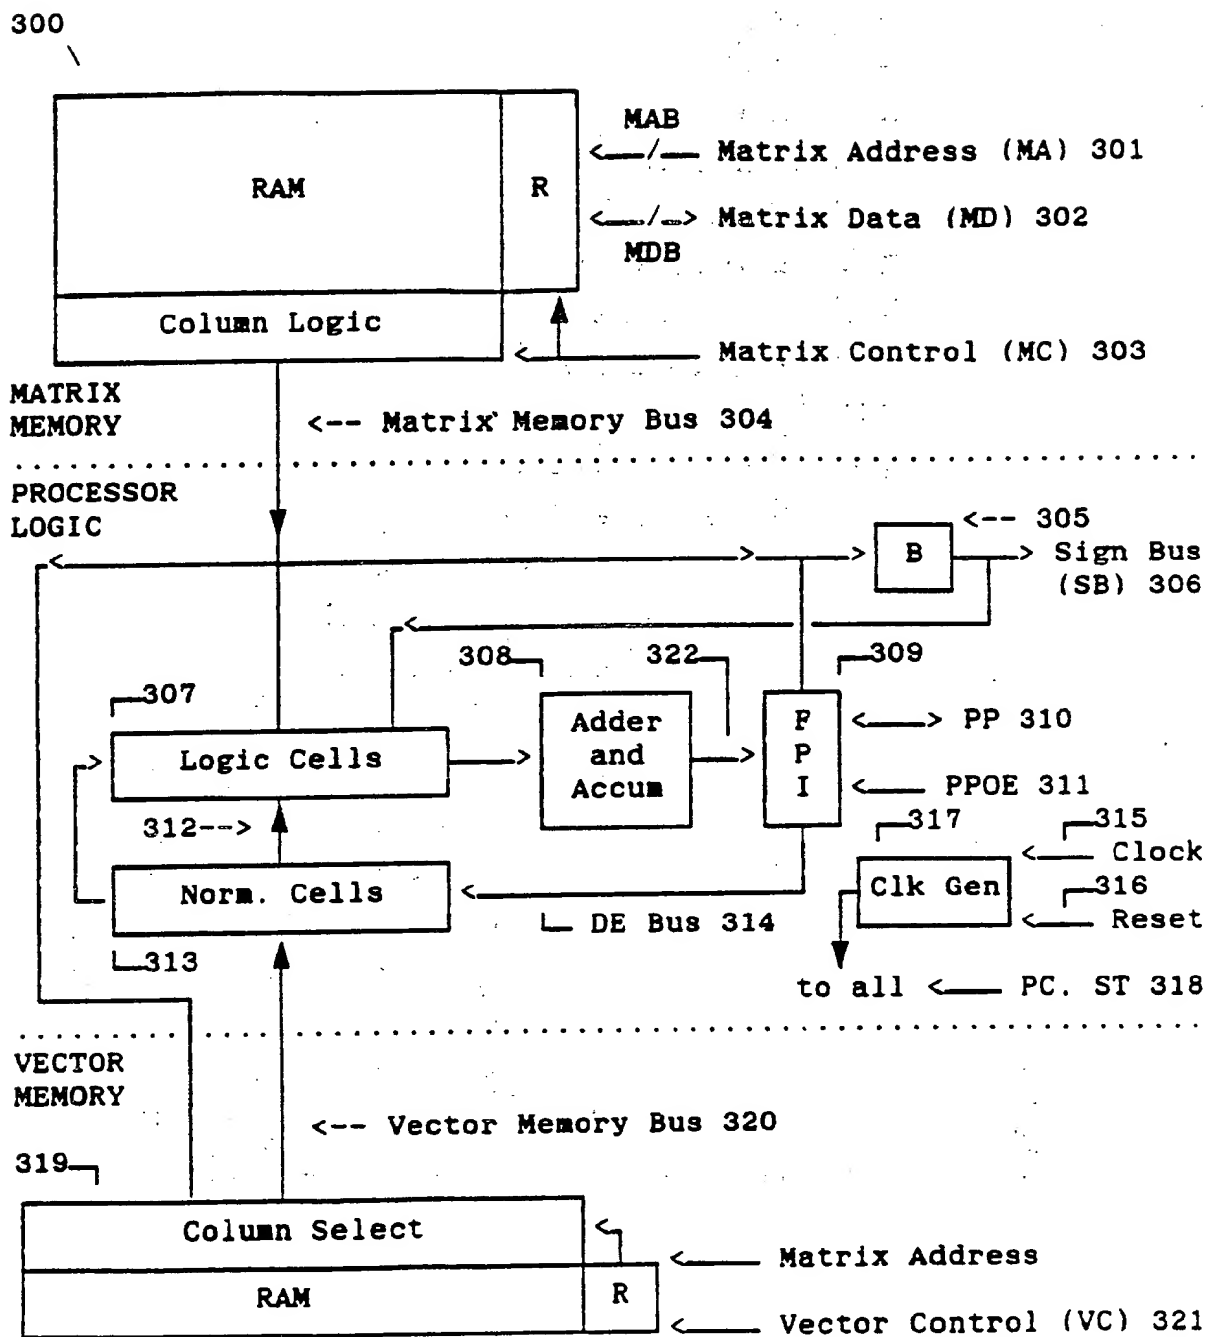 300
MAB
Matrix Address (MA) 301
RAM
R
Matrix Data (MD) 302
MDB
Column Logic
Matrix Control (MC) 303
MATRIX
MEMORY
<-- Matrix Memory Bus 304
PROCESSOR
LOGIC
<-- 305
B
Sign Bus
(SB) 306
308
322
309
307
Adder
and
Accum
F
P
I
PP 310
Logic Cells
PPOE 311
312-->
317
315
Clock
Norm. Cells
Clk Gen
316
DE Bus 314
Reset
313
to all
PC. ST 318
VECTOR
MEMORY
<-- Vector Memory Bus 320
319
Column Select
Matrix Address
RAM
R
Vector Control (VC) 321